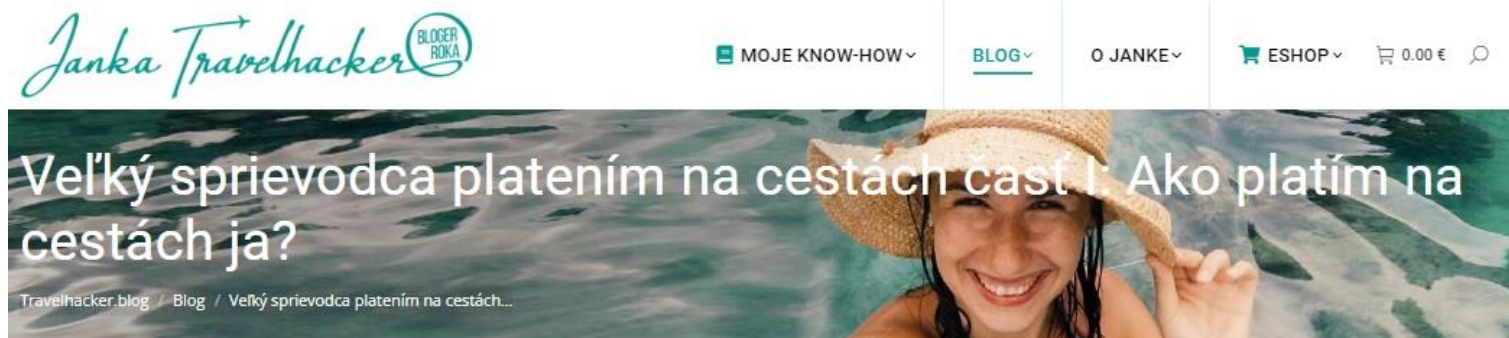 Janka Travelhacker
BLOGER
ROKA
MOJE KNOW-HOW
BLOG
O JANKE
ESHOP
0.00 €
Veľký sprievodca platením na cestách časť I: Ako platím na
cestách ja?
Travelhacker.blog / Blog / Veľký sprievodca platením na cestách...